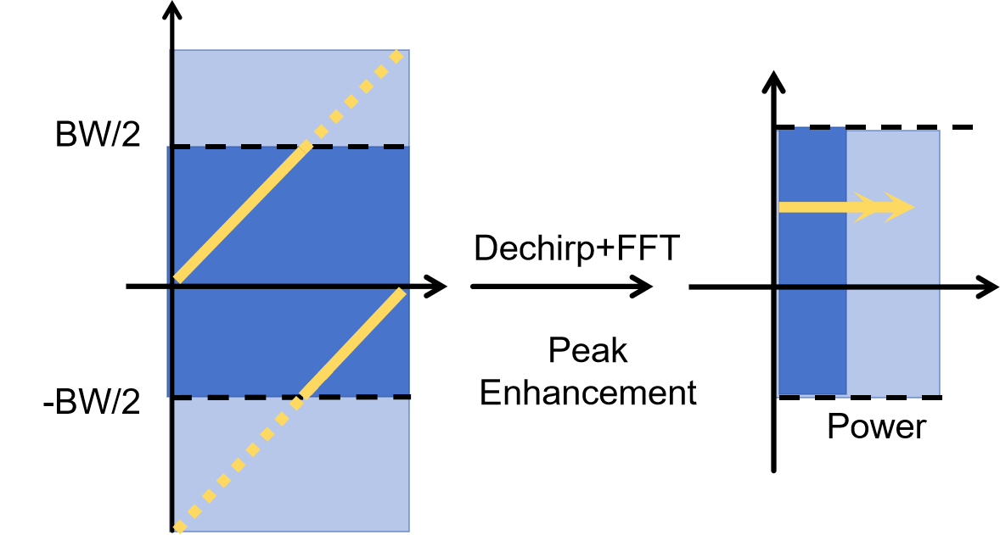 BW/2
-BW/2
Dechirp+FFT
Peak
Enhancement
Power